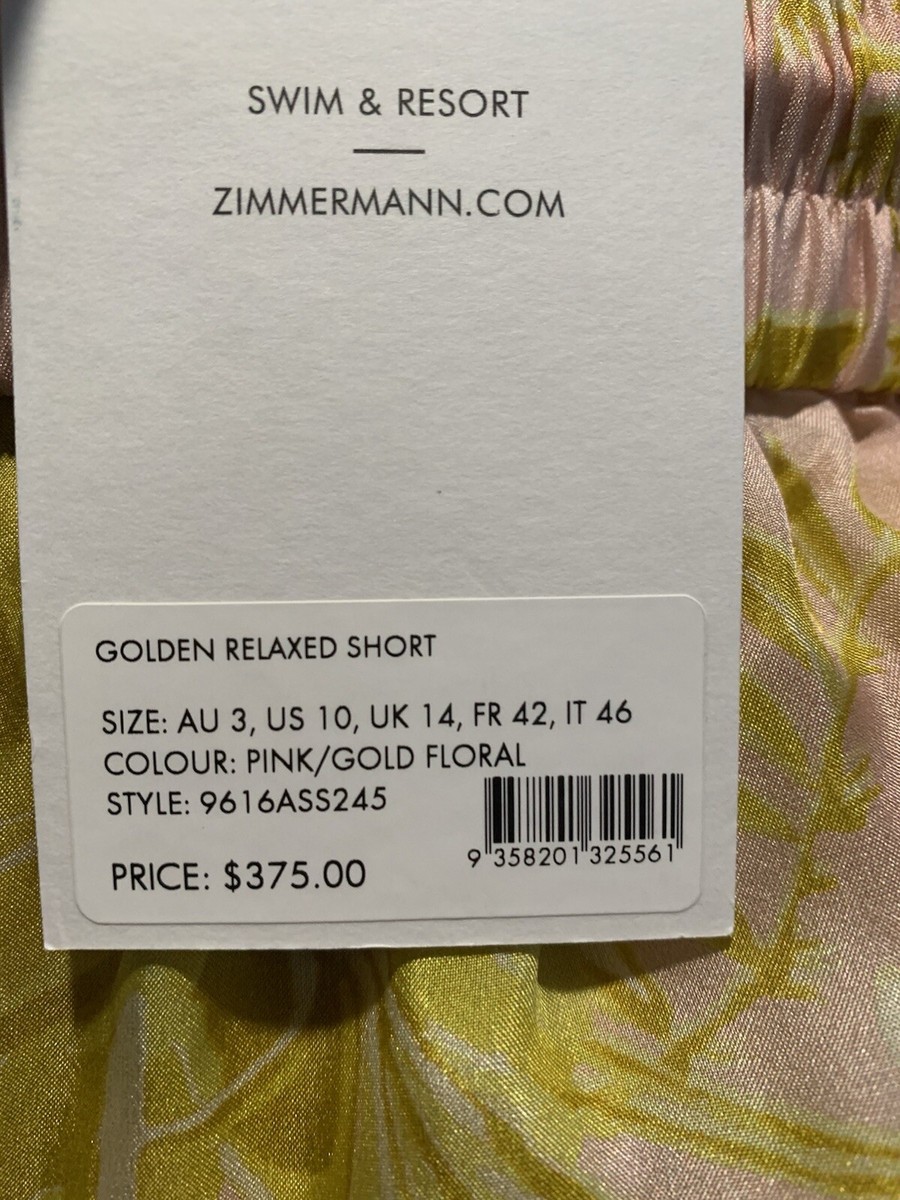 SWIM & RESORT
ZIMMERMANN.COM
GOLDEN RELAXED SHORT
SIZE: AU 3, US 10, UK 14, FR 42, IT 46
COLOUR: PINK/GOLD FLORAL
STYLE: 9616ASS245
9 358201 325561
PRICE: $375.00